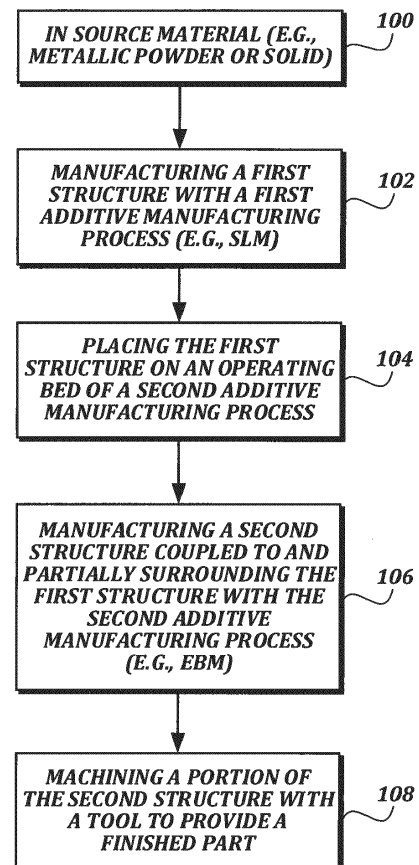 IN SOURCE MATERIAL (E.G.,
METALLIC POWDER OR SOLID)
100
MANUFACTURING A FIRST
STRUCTURE WITH A FIRST
ADDITIVE MANUFACTURING
PROCESS (E.G., SLM)
102
PLACING THE FIRST
STRUCTURE ON AN OPERATING
BED OF A SECOND ADDITIVE
MANUFACTURING PROCESS
104
MANUFACTURING A SECOND
STRUCTURE COUPLED TO AND
PARTIALLY SURROUNDING THE
FIRST STRUCTURE WITH THE
SECOND ADDITIVE
MANUFACTURING PROCESS
(E.G., EBM)
106
MACHINING A PORTION OF
THE SECOND STRUCTURE WITH
A TOOL TO PROVIDE A
FINISHED PART
108